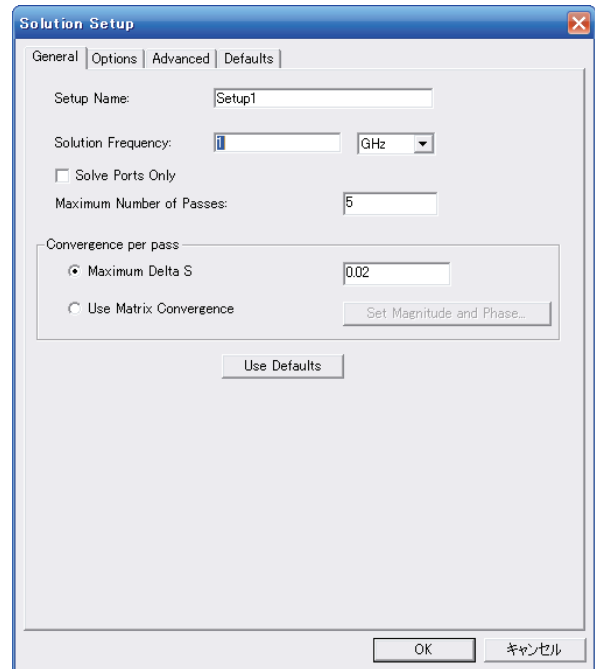 Solution Setup
General Options Advanced Defaults
Setup Name: Setup1
Solution Frequency: 1 GHz
Solve Ports Only
Maximum Number of Passes: 5
Convergence per pass
Maximum Delta S 0.02
Use Matrix Convergence Set Magnitude and Phase...
Use Defaults
OK キャンセル